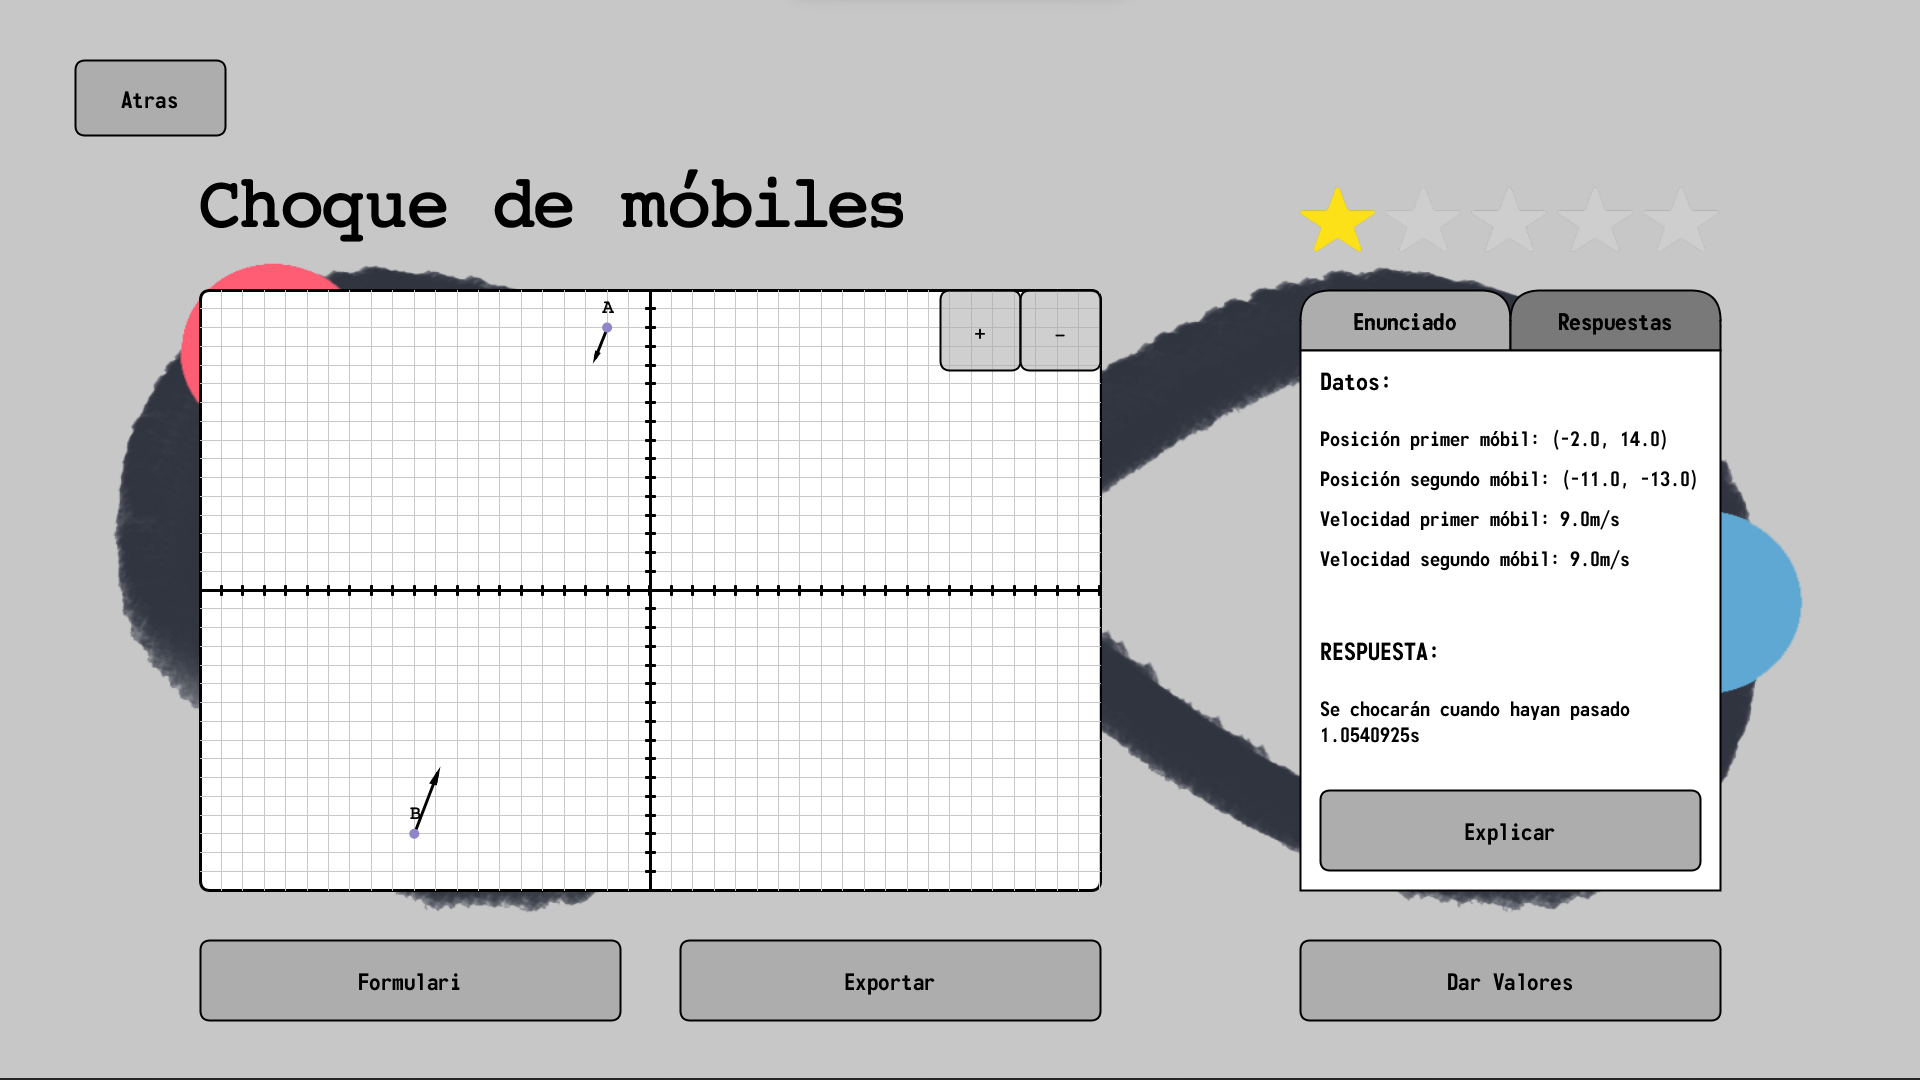 Atras
Choque de móbiles
A
+
-
B
Enunciado
Respuestas
Datos:
Posición primer móbil: (-2.0, 14.0)
Posición segundo móbil: (-11.0, -13.0)
Velocidad primer móbil: 9.0m/s
Velocidad segundo móbil: 9.0m/s
RESPUESTA:
Se chocarán cuando hayan pasado
1.0540925s
Explicar
Formulari
Exportar
Dar Valores